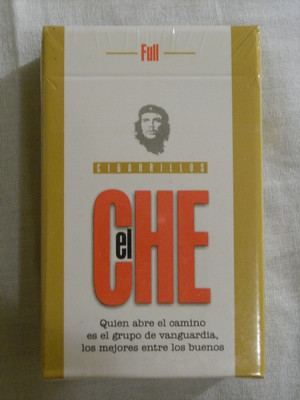 Full
CIGARRILLOS
el
CHE
Quien abre el camino
es el grupo de vanguardia,
los mejores entre los buenos